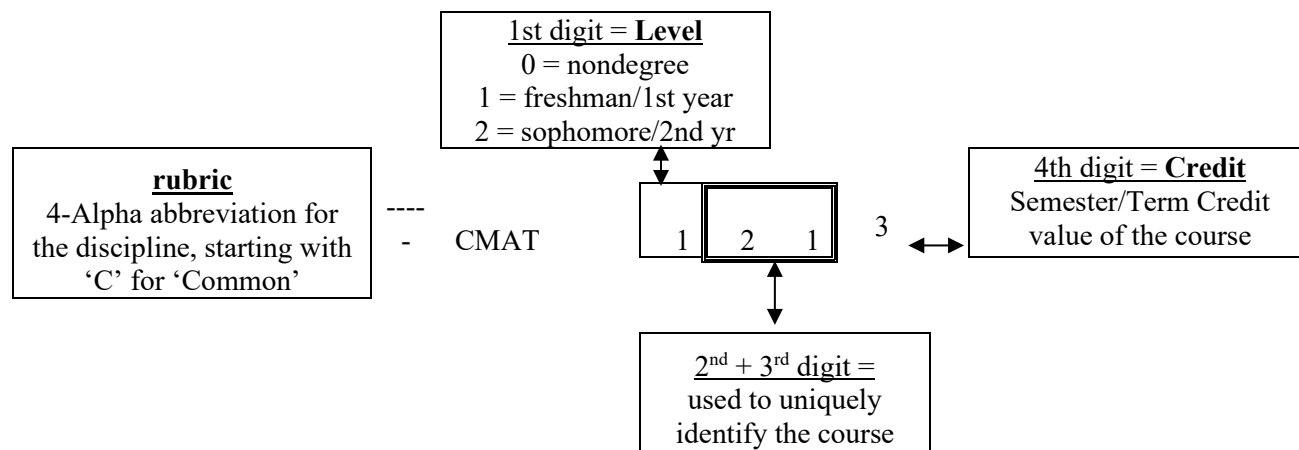 1st digit = Level
0 = nondegree
1 = freshman/1st year
2 = sophomore/2nd yr
rubric
4-Alpha abbreviation for
the discipline, starting with
‘C’ for ‘Common’
----
- CMAT 1 2 1 3
4th digit = Credit
Semester/Term Credit
value of the course
2nd + 3rd digit =
used to uniquely
identify the course